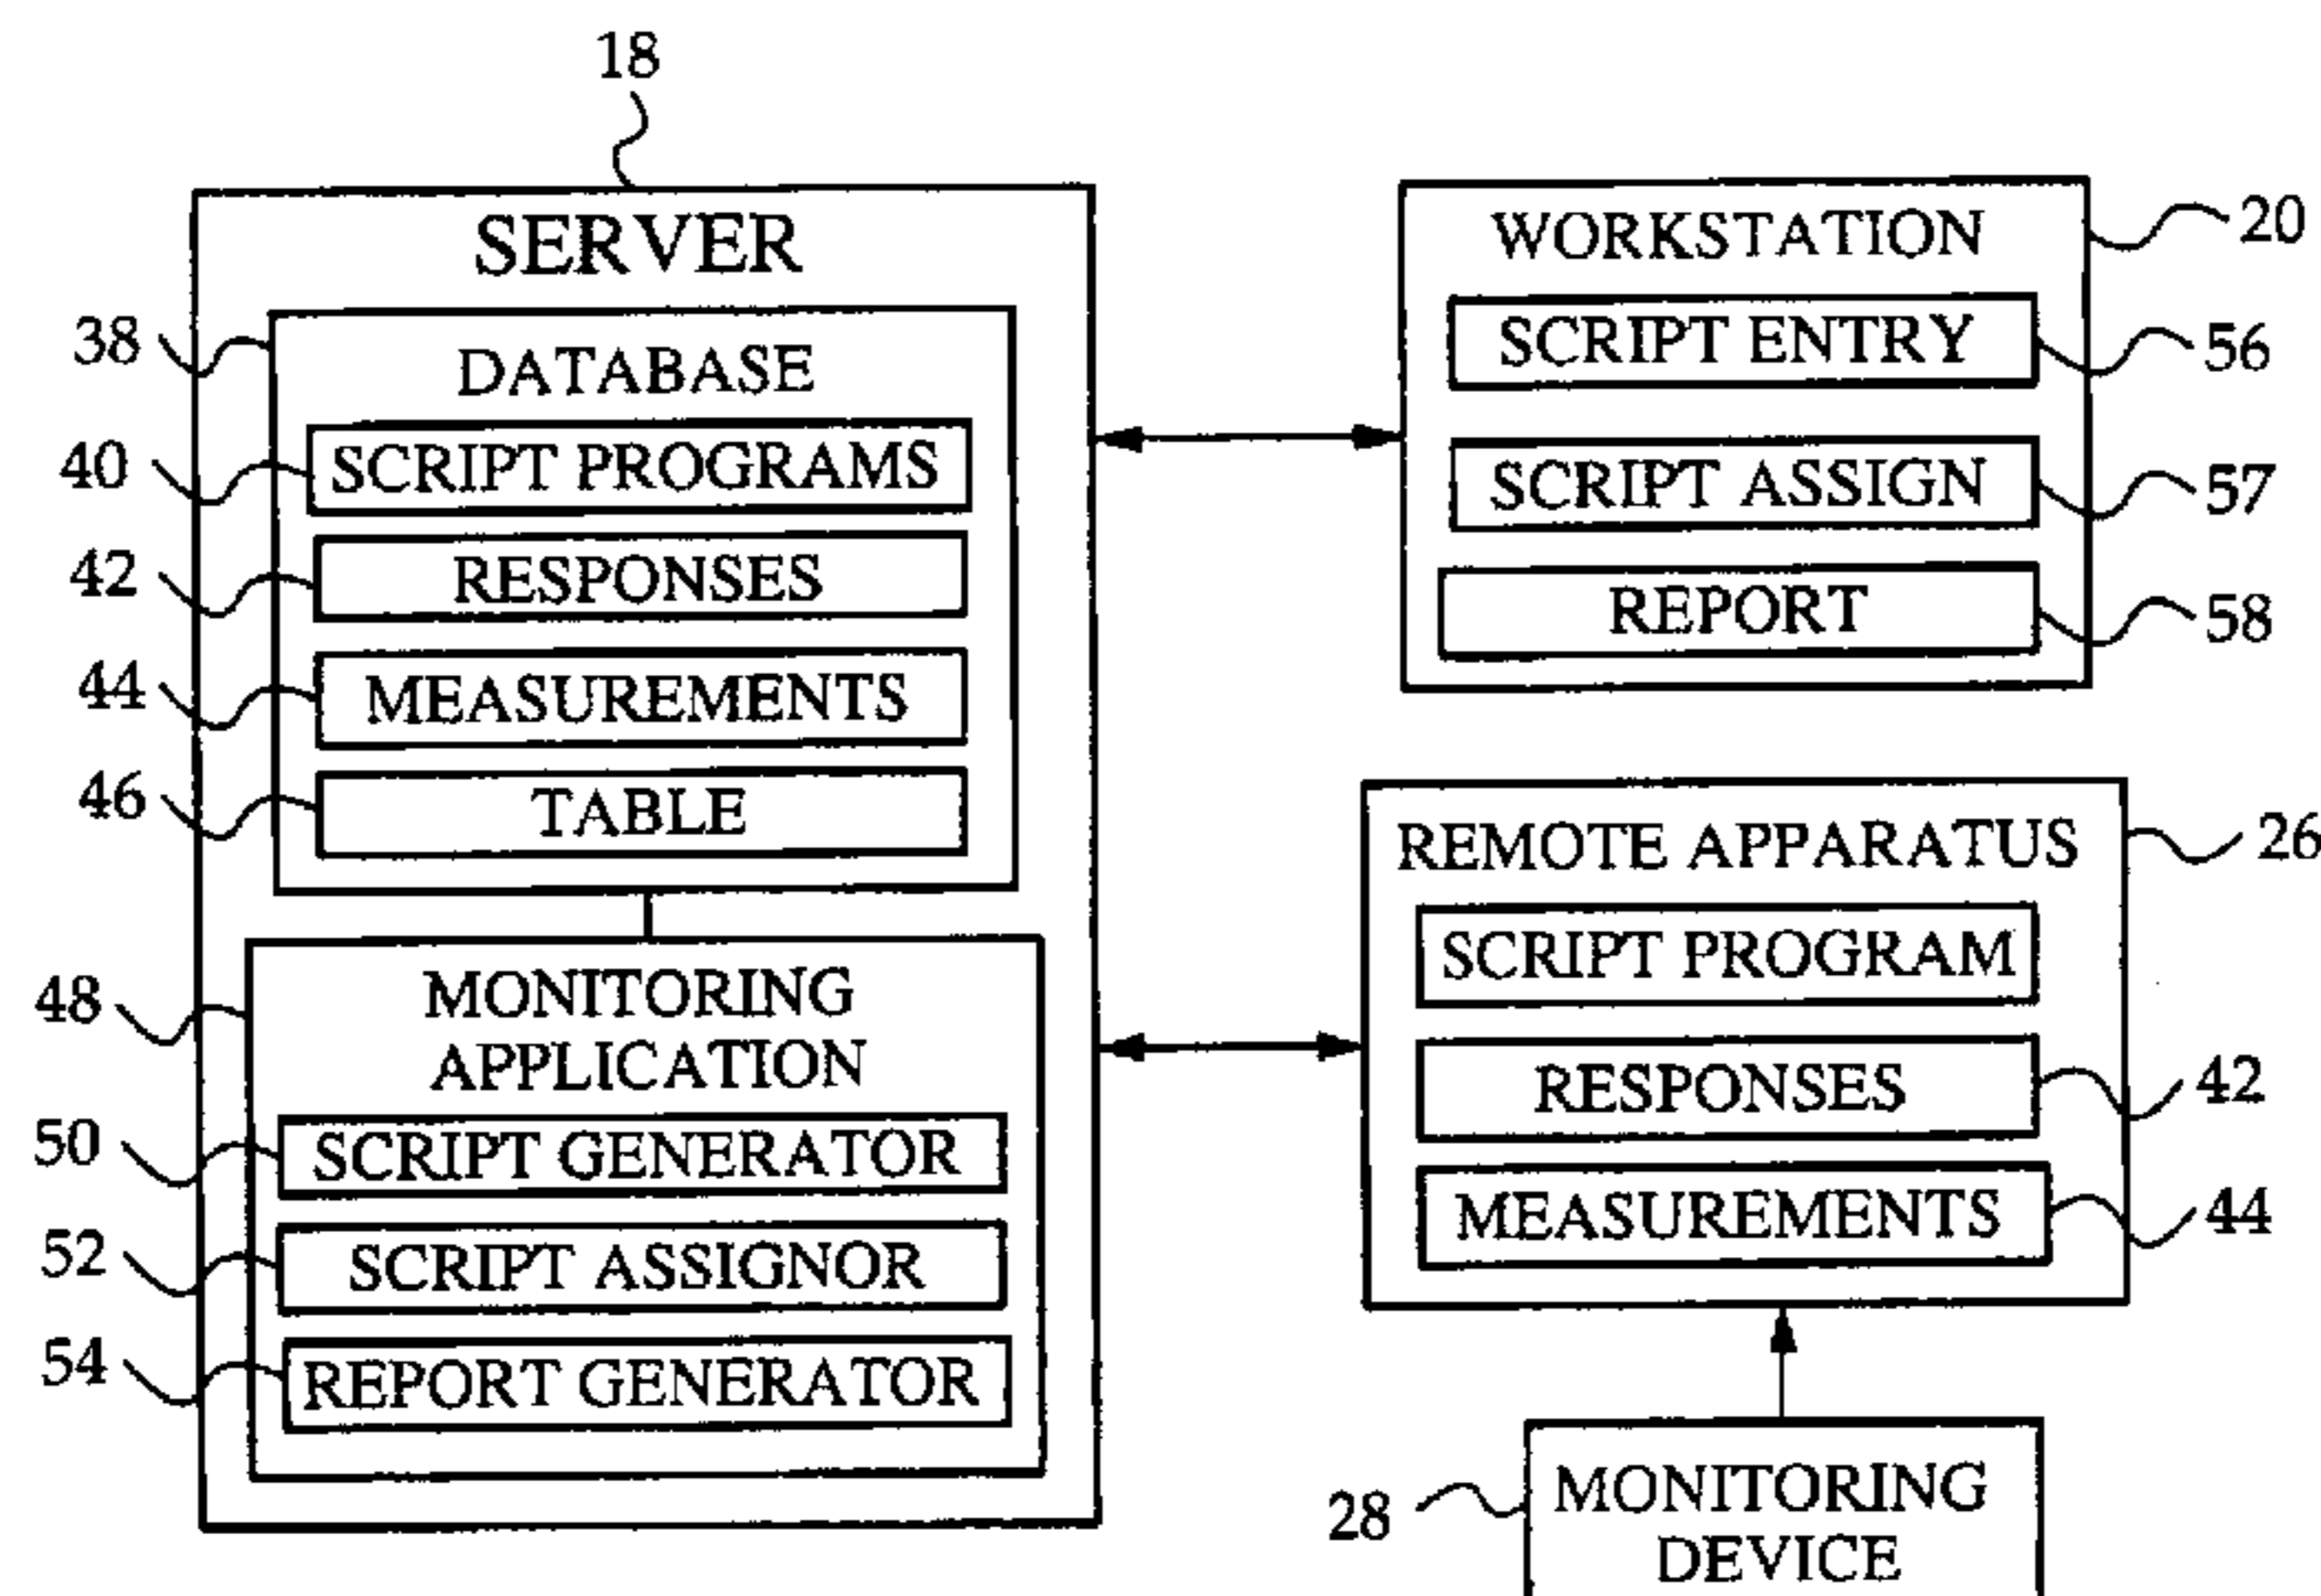 18
SERVER
38
DATABASE
40
SCRIPT PROGRAMS
42
RESPONSES
44
MEASUREMENTS
46
TABLE
48
MONITORING
APPLICATION
50
SCRIPT GENERATOR
52
SCRIPT ASSIGNOR
54
REPORT GENERATOR
WORKSTATION
20
SCRIPT ENTRY
56
SCRIPT ASSIGN
57
REPORT
58
REMOTE APPARATUS
26
SCRIPT PROGRAM
RESPONSES
42
MEASUREMENTS
44
28
MONITORING
DEVICE